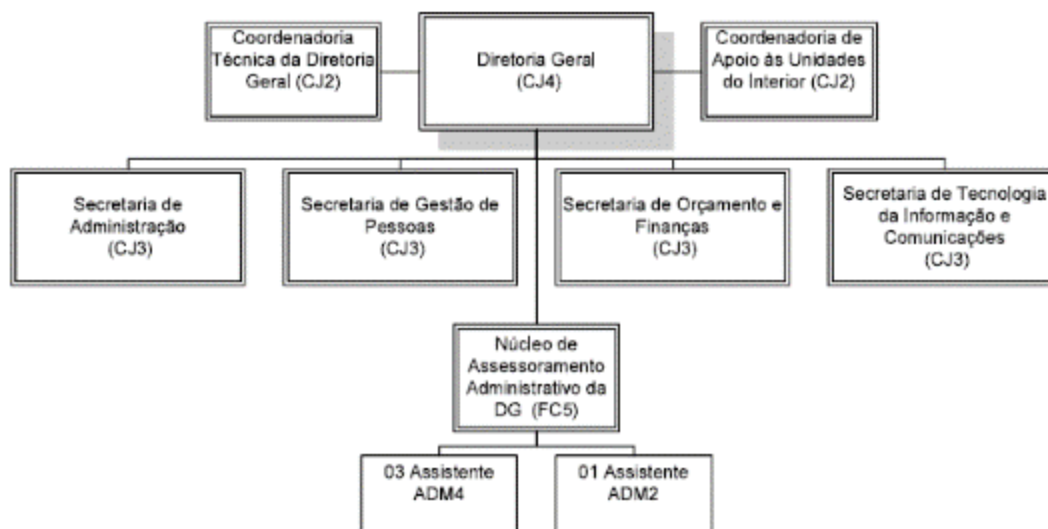 Coordenadoria
Técnica da Diretoria
Geral (CJ2)
Diretoria Geral
(CJ4)
Coordenadoria de
Apoio às Unidades
do Interior (CJ2)
Secretaria de
Administração
(CJ3)
Secretaria de Gestão de
Pessoas
(CJ3)
Secretaria de Orçamento e
Finanças
(CJ3)
Secretaria de Tecnologia
da Informação e
Comunicações
(CJ3)
Núcleo de
Assessoramento
Administrativo da
DG (FC5)
03 Assistente
ADM4
01 Assistente
ADM2